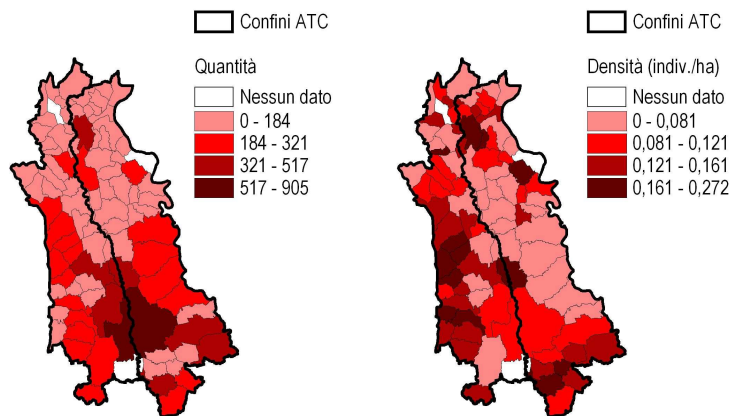 Confini ATC
Quantità
Nessun dato
0 - 184
184 - 321
321 - 517
517 - 905
Confini ATC
Densità (indiv./ha)
Nessun dato
0 - 0,081
0,081 - 0,121
0,121 - 0,161
0,161 - 0,272